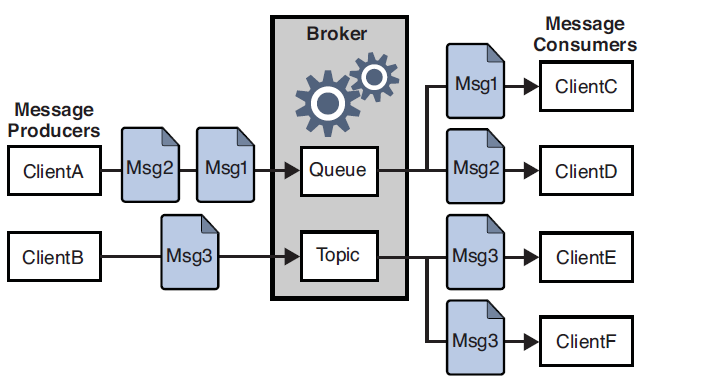 Broker
Message
Consumers
Msg1
ClientC
Message
Producers
ClientA
Msg2
Msg1
Queue
Msg2
ClientD
ClientB
Msg3
Topic
Msg3
ClientE
Msg3
ClientF